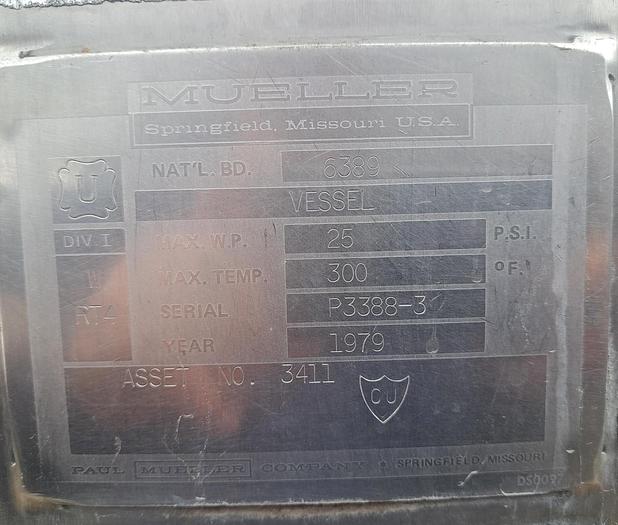 MUELLER
Springfield, Missouri U.S.A.
NAT'L. BD. 6389
U
VESSEL
DIV. I MAX. W.P. 25 P.S.I.
W MAX. TEMP. 300 °F.
RT4 SERIAL P3388-3
YEAR 1979
ASSET NO. 3411
CU
PAUL MUELLER COMPANY • SPRINGFIELD, MISSOURI